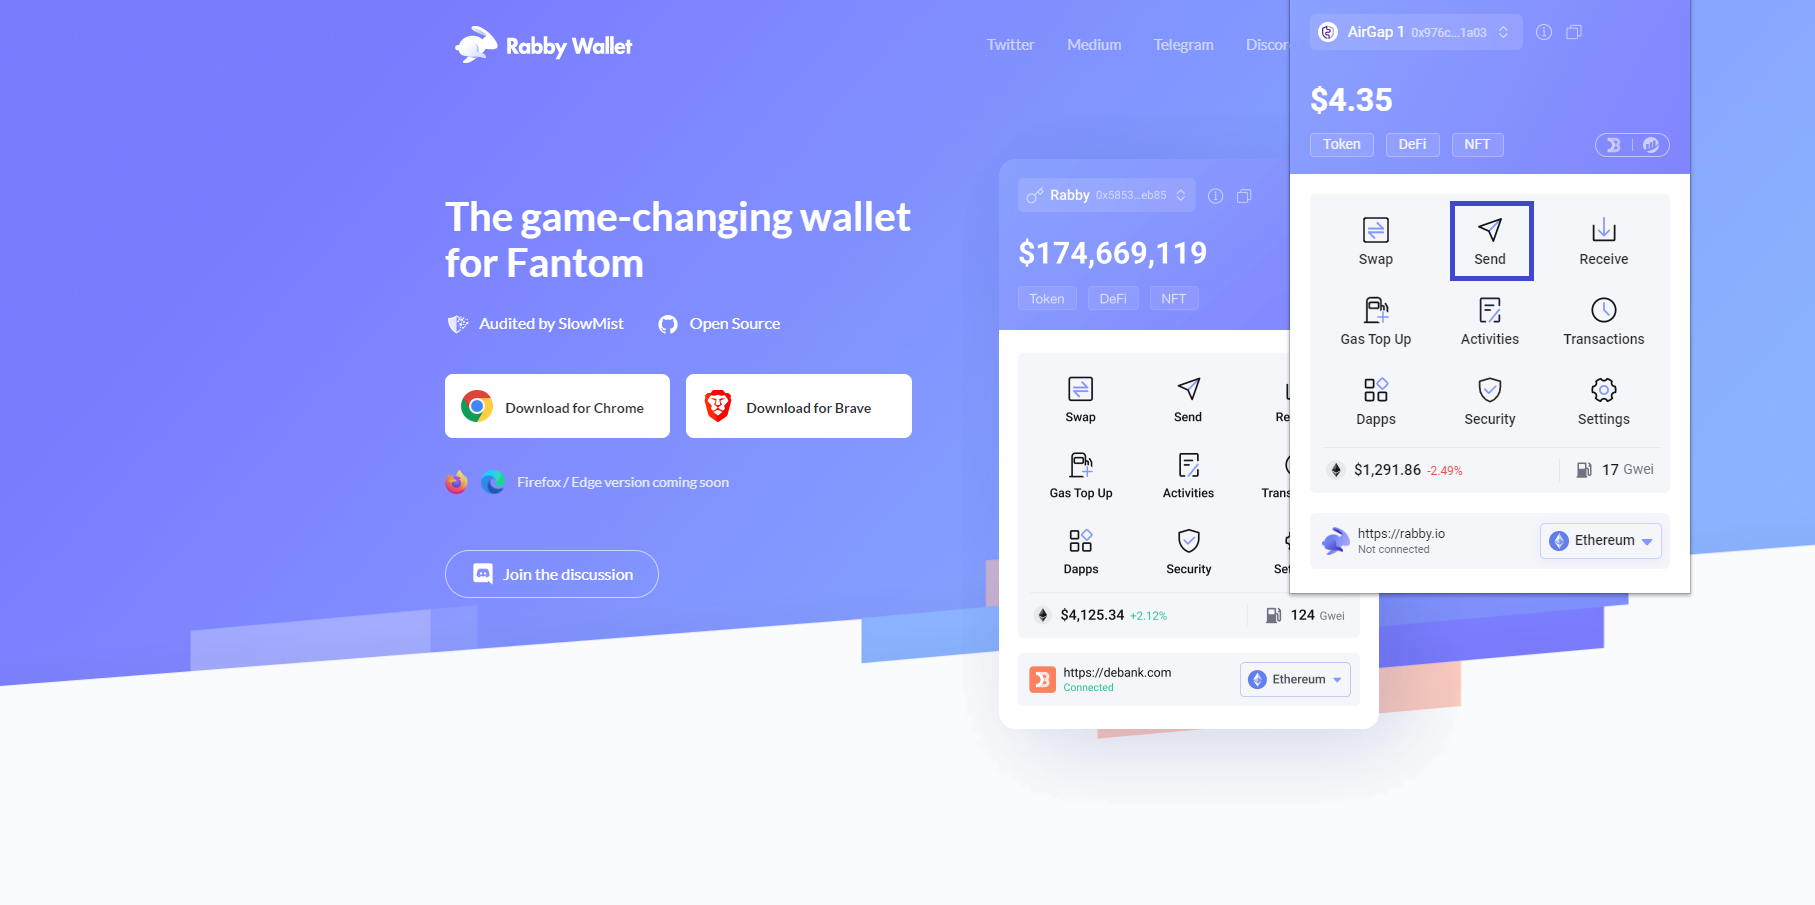 Rabby Wallet
Twitter
Medium
Telegram
The game-changing wallet
for Fantom
Audited by SlowMist
Open Source
Download for Chrome
Download for Brave
Firefox / Edge version coming soon
Join the discussion
Rabby 0x5853...eb85
$174,669,119
Token
DeFi
NFT
Swap
Send
Gas Top Up
Activities
Dapps
Security
$4,125.34 +2.12%
124 Gwei
https://debank.com
Connected
Ethereum
AirGap 1 0x976c...1a03
$4.35
Token
DeFi
NFT
Swap
Send
Receive
Gas Top Up
Activities
Transactions
Dapps
Security
Settings
$1,291.86 -2.49%
17 Gwei
https://rabby.io
Not connected
Ethereum